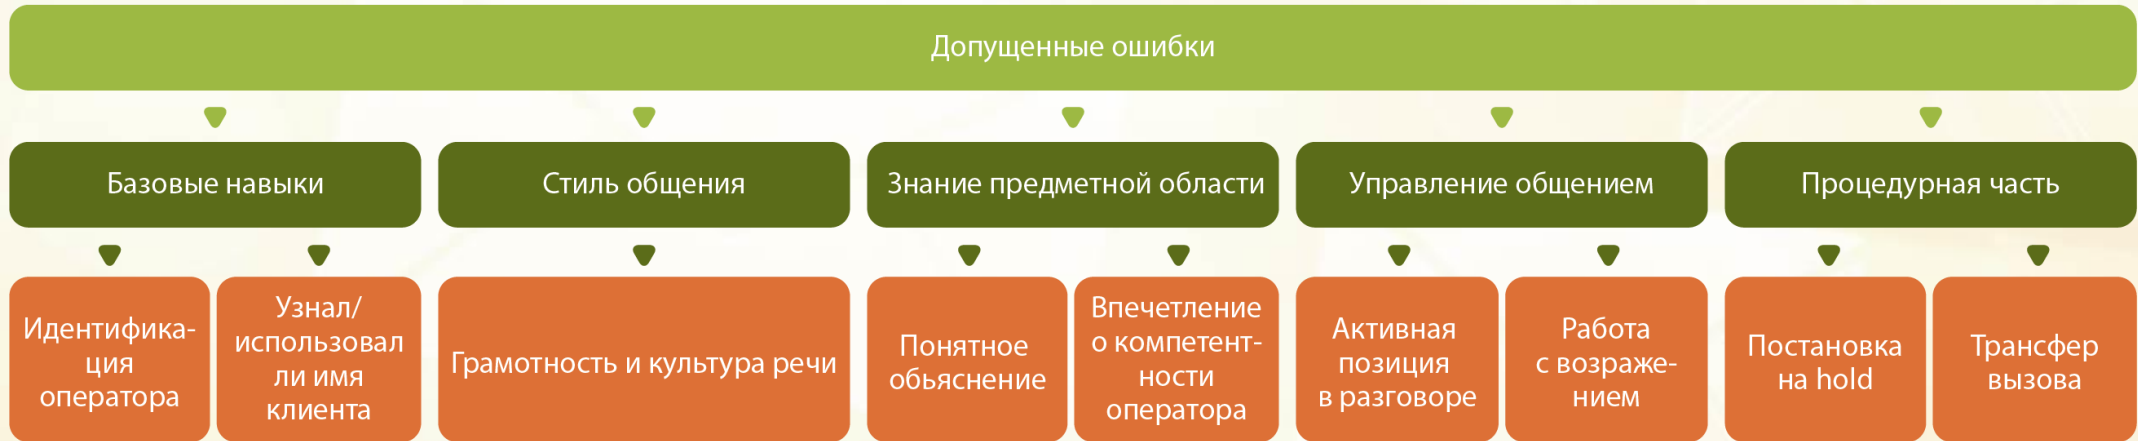 Допущенные ошибки
Базовые навыки
Стиль общения
Знание предметной области
Управление общением
Процедурная часть
Идентифика-
ция
оператора
Узнал/
использовал
ли имя
клиента
Грамотность и культура речи
Понятное
обьяснение
Впечетление
о компетент-
ности
оператора
Активная
позиция
в разговоре
Работа
с возраже-
нием
Постановка
на hold
Трансфер
вызова